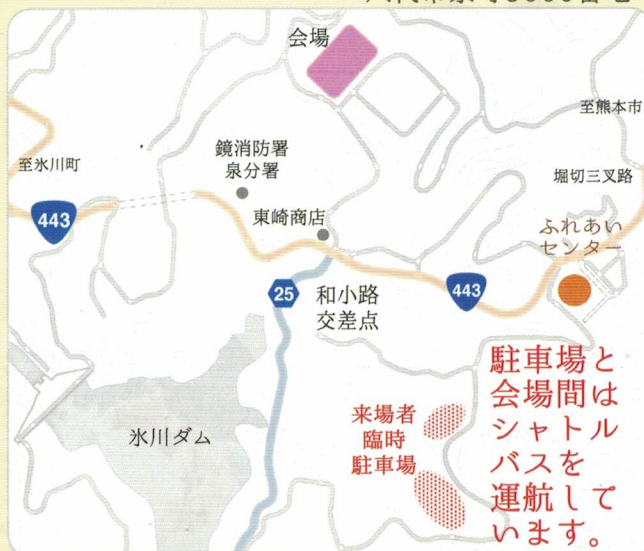 会場
至熊本市
鏡消防署
泉分署
至氷川町
堀切三叉路
443
東崎商店
ふれあい
センター
25
和小路
交差点
443
氷川ダム
来場者
臨時
駐車場
駐車場と
会場間は
シャトル
バスを
運航して
います。